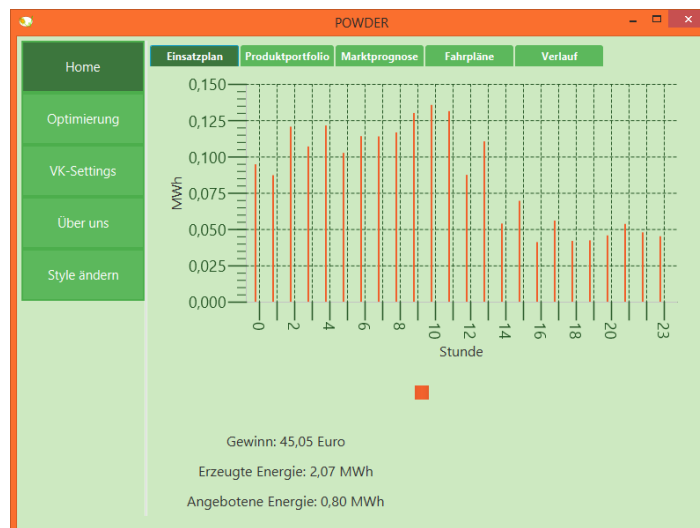 POWDER
Home
Optimierung
VK-Settings
Über uns
Style ändern
Einsatzplan Produktportfolio Marktprognose Fahrpläne Verlauf
0,150
0,125
0,100
0,075
0,050
0,025
0,000
MWh
0 2 4 6 8 10 12 14 16 18 20 23
Stunde
Gewinn: 45,05 Euro
Erzeugte Energie: 2,07 MWh
Angebotene Energie: 0,80 MWh